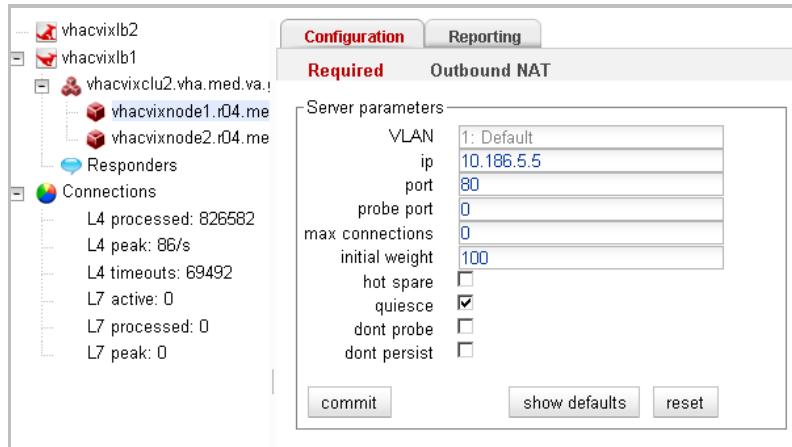 vhacvixlb2
vhacvixlb1
vhacvixclu2.vha.med.va.
vhacvixnode1.r04.me
vhacvixnode2.r04.me
Responders
Connections
L4 processed: 826582
L4 peak: 86/s
L4 timeouts: 69492
L7 active: 0
L7 processed: 0
L7 peak: 0
Configuration
Reporting
Required
Outbound NAT
Server parameters
VLAN 1: Default
ip 10.186.5.5
port 80
probe port 0
max connections 0
initial weight 100
hot spare
quiesce
dont probe
dont persist
commit
show defaults
reset